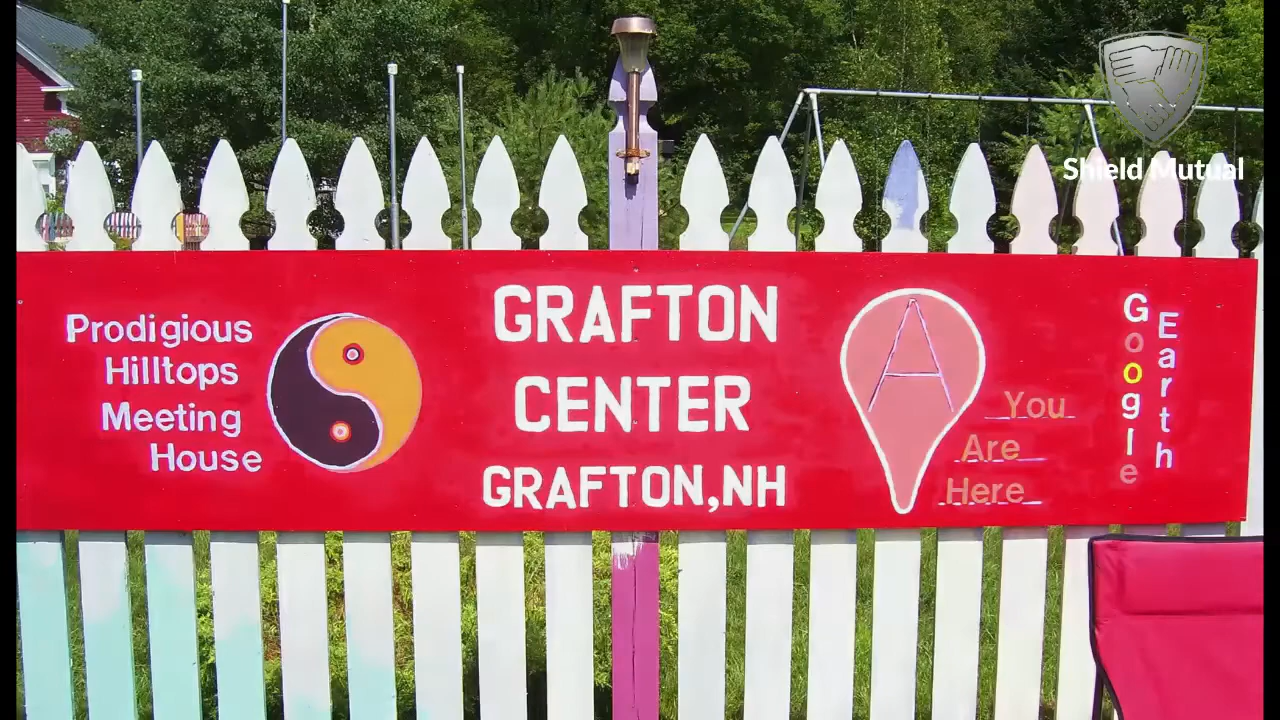 Shield Mutual
Prodigious
Hilltops
Meeting
House
GRAFTON
CENTER
GRAFTON,NH
A
You
Are
Here
Google
Earth